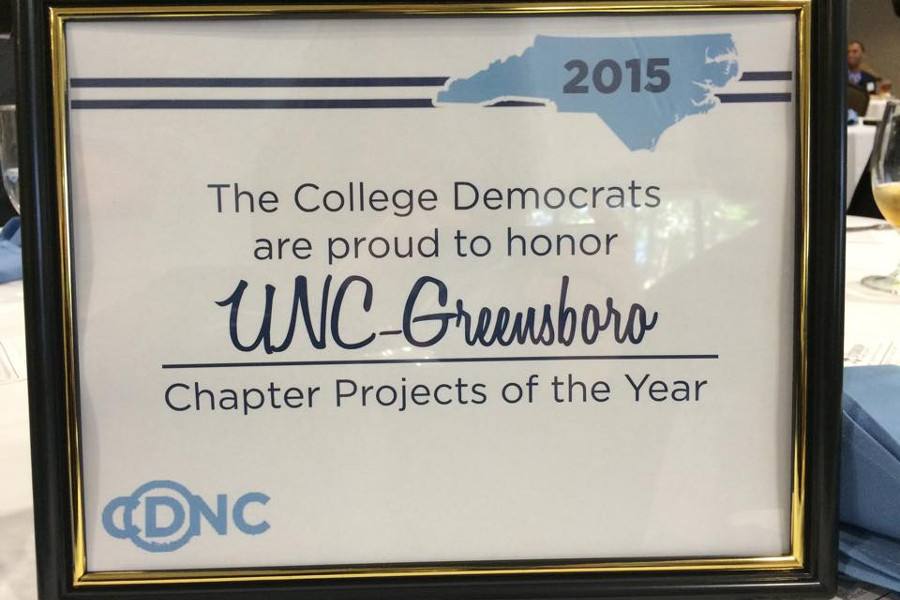 2015
The College Democrats
are proud to honor
UNC-Greensboro
Chapter Projects of the Year
CDNC